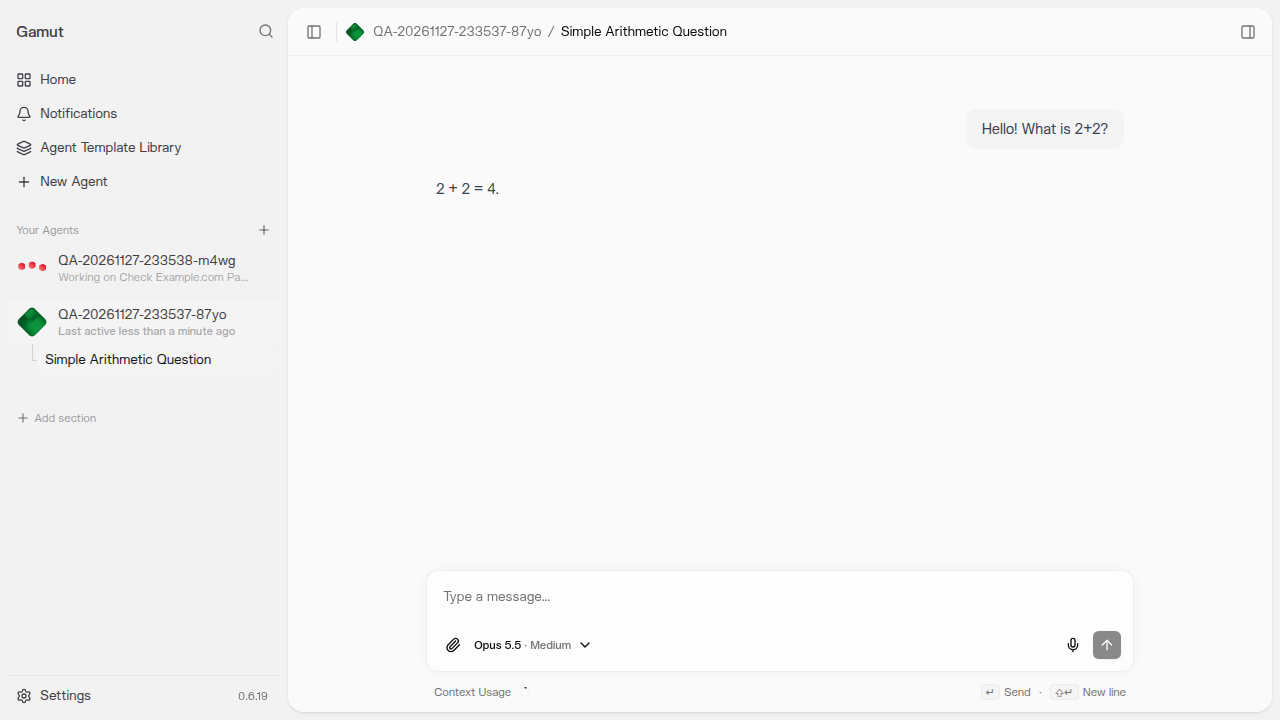 Gamut
Home
Notifications
Agent Template Library
New Agent
Your Agents
QA-20261127-233538-m4wg
Working on Check Example.com Pa...
QA-20261127-233537-87yo
Last active less than a minute ago
Simple Arithmetic Question
Add section
Settings
0.6.19
QA-20261127-233537-87yo / Simple Arithmetic Question
Hello! What is 2+2?
2 + 2 = 4.
Type a message...
Opus 5.5 · Medium
Context Usage
Send · New line